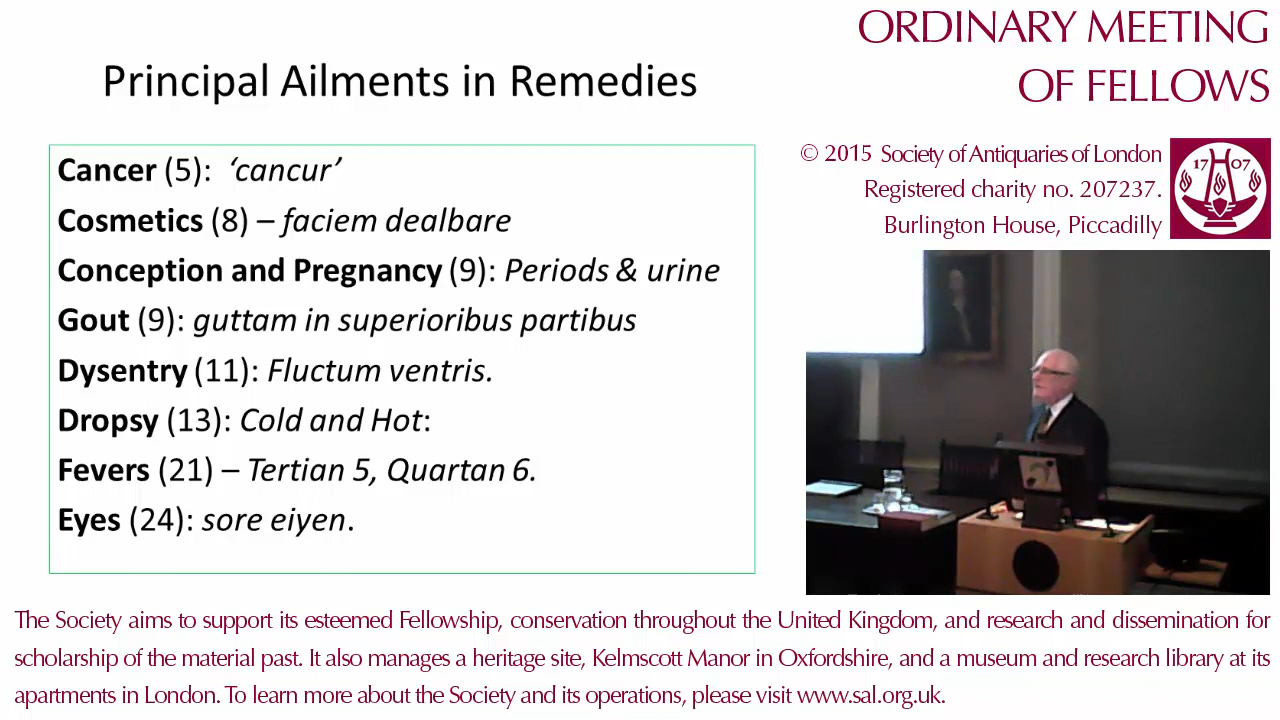 Principal Ailments in Remedies
Cancer (5): ‘cancur’
Cosmetics (8) – faciem dealbare
Conception and Pregnancy (9): Periods & urine
Gout (9): guttam in superioribus partibus
Dysentry (11): Fluctum ventris.
Dropsy (13): Cold and Hot:
Fevers (21) – Tertian 5, Quartan 6.
Eyes (24): sore eiyen.
ORDINARY MEETING
OF FELLOWS
© 2015 Society of Antiquaries of London
Registered charity no. 207237.
Burlington House, Piccadilly
17 07
The Society aims to support its esteemed Fellowship, conservation throughout the United Kingdom, and research and dissemination for
scholarship of the material past. It also manages a heritage site, Kelmscott Manor in Oxfordshire, and a museum and research library at its
apartments in London. To learn more about the Society and its operations, please visit www.sal.org.uk.